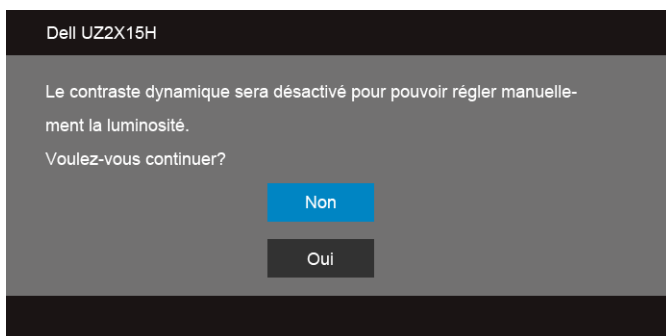 Dell UZ2X15H
Le contraste dynamique sera désactivé pour pouvoir régler manuelle-
ment la luminosité.
Voulez-vous continuer?
Non
Oui